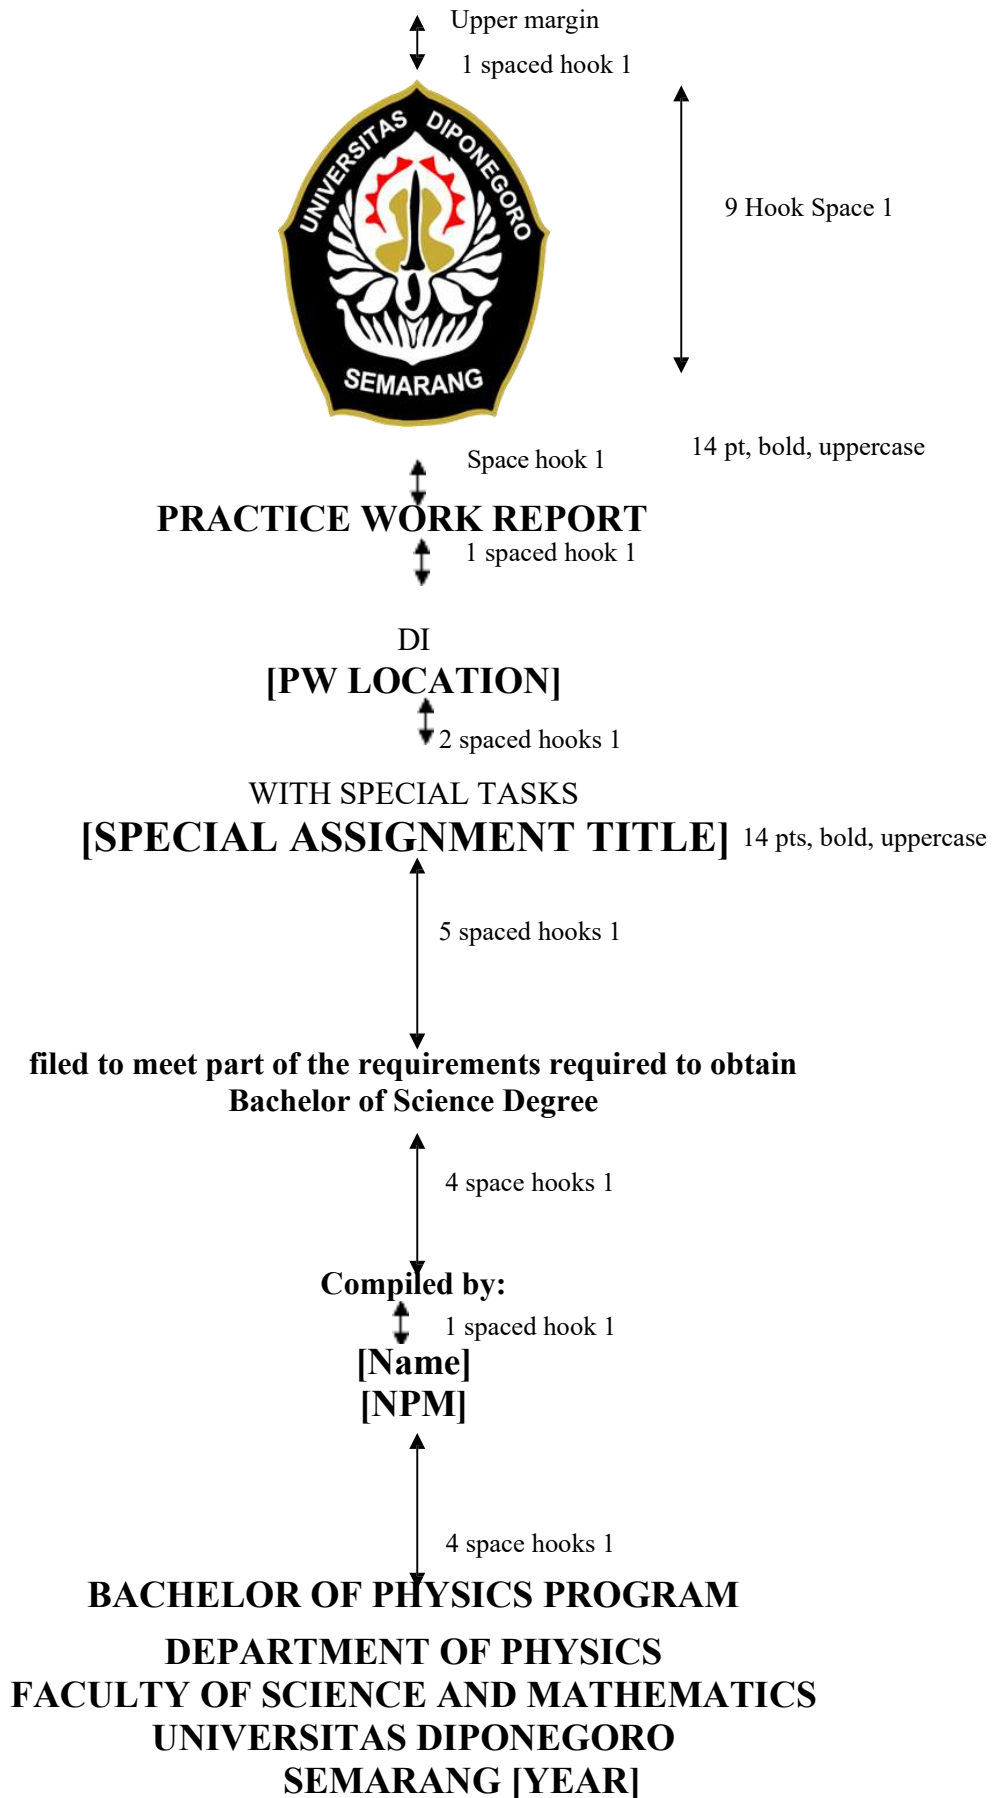 Upper margin
1 spaced hook 1
UNIVERSITAS DIPONEGORO
9 Hook Space 1
SEMARANG
14 pt, bold, uppercase
Space hook 1
PRACTICE WORK REPORT
1 spaced hook 1
DI
[PW LOCATION]
2 spaced hooks 1
WITH SPECIAL TASKS
[SPECIAL ASSIGNMENT TITLE] 14 pts, bold, uppercase
5 spaced hooks 1
filed to meet part of the requirements required to obtain
Bachelor of Science Degree
4 space hooks 1
Compiled by:
1 spaced hook 1
[Name]
[NPM]
4 space hooks 1
BACHELOR OF PHYSICS PROGRAM
DEPARTMENT OF PHYSICS
FACULTY OF SCIENCE AND MATHEMATICS
UNIVERSITAS DIPONEGORO
SEMARANG [YEAR]